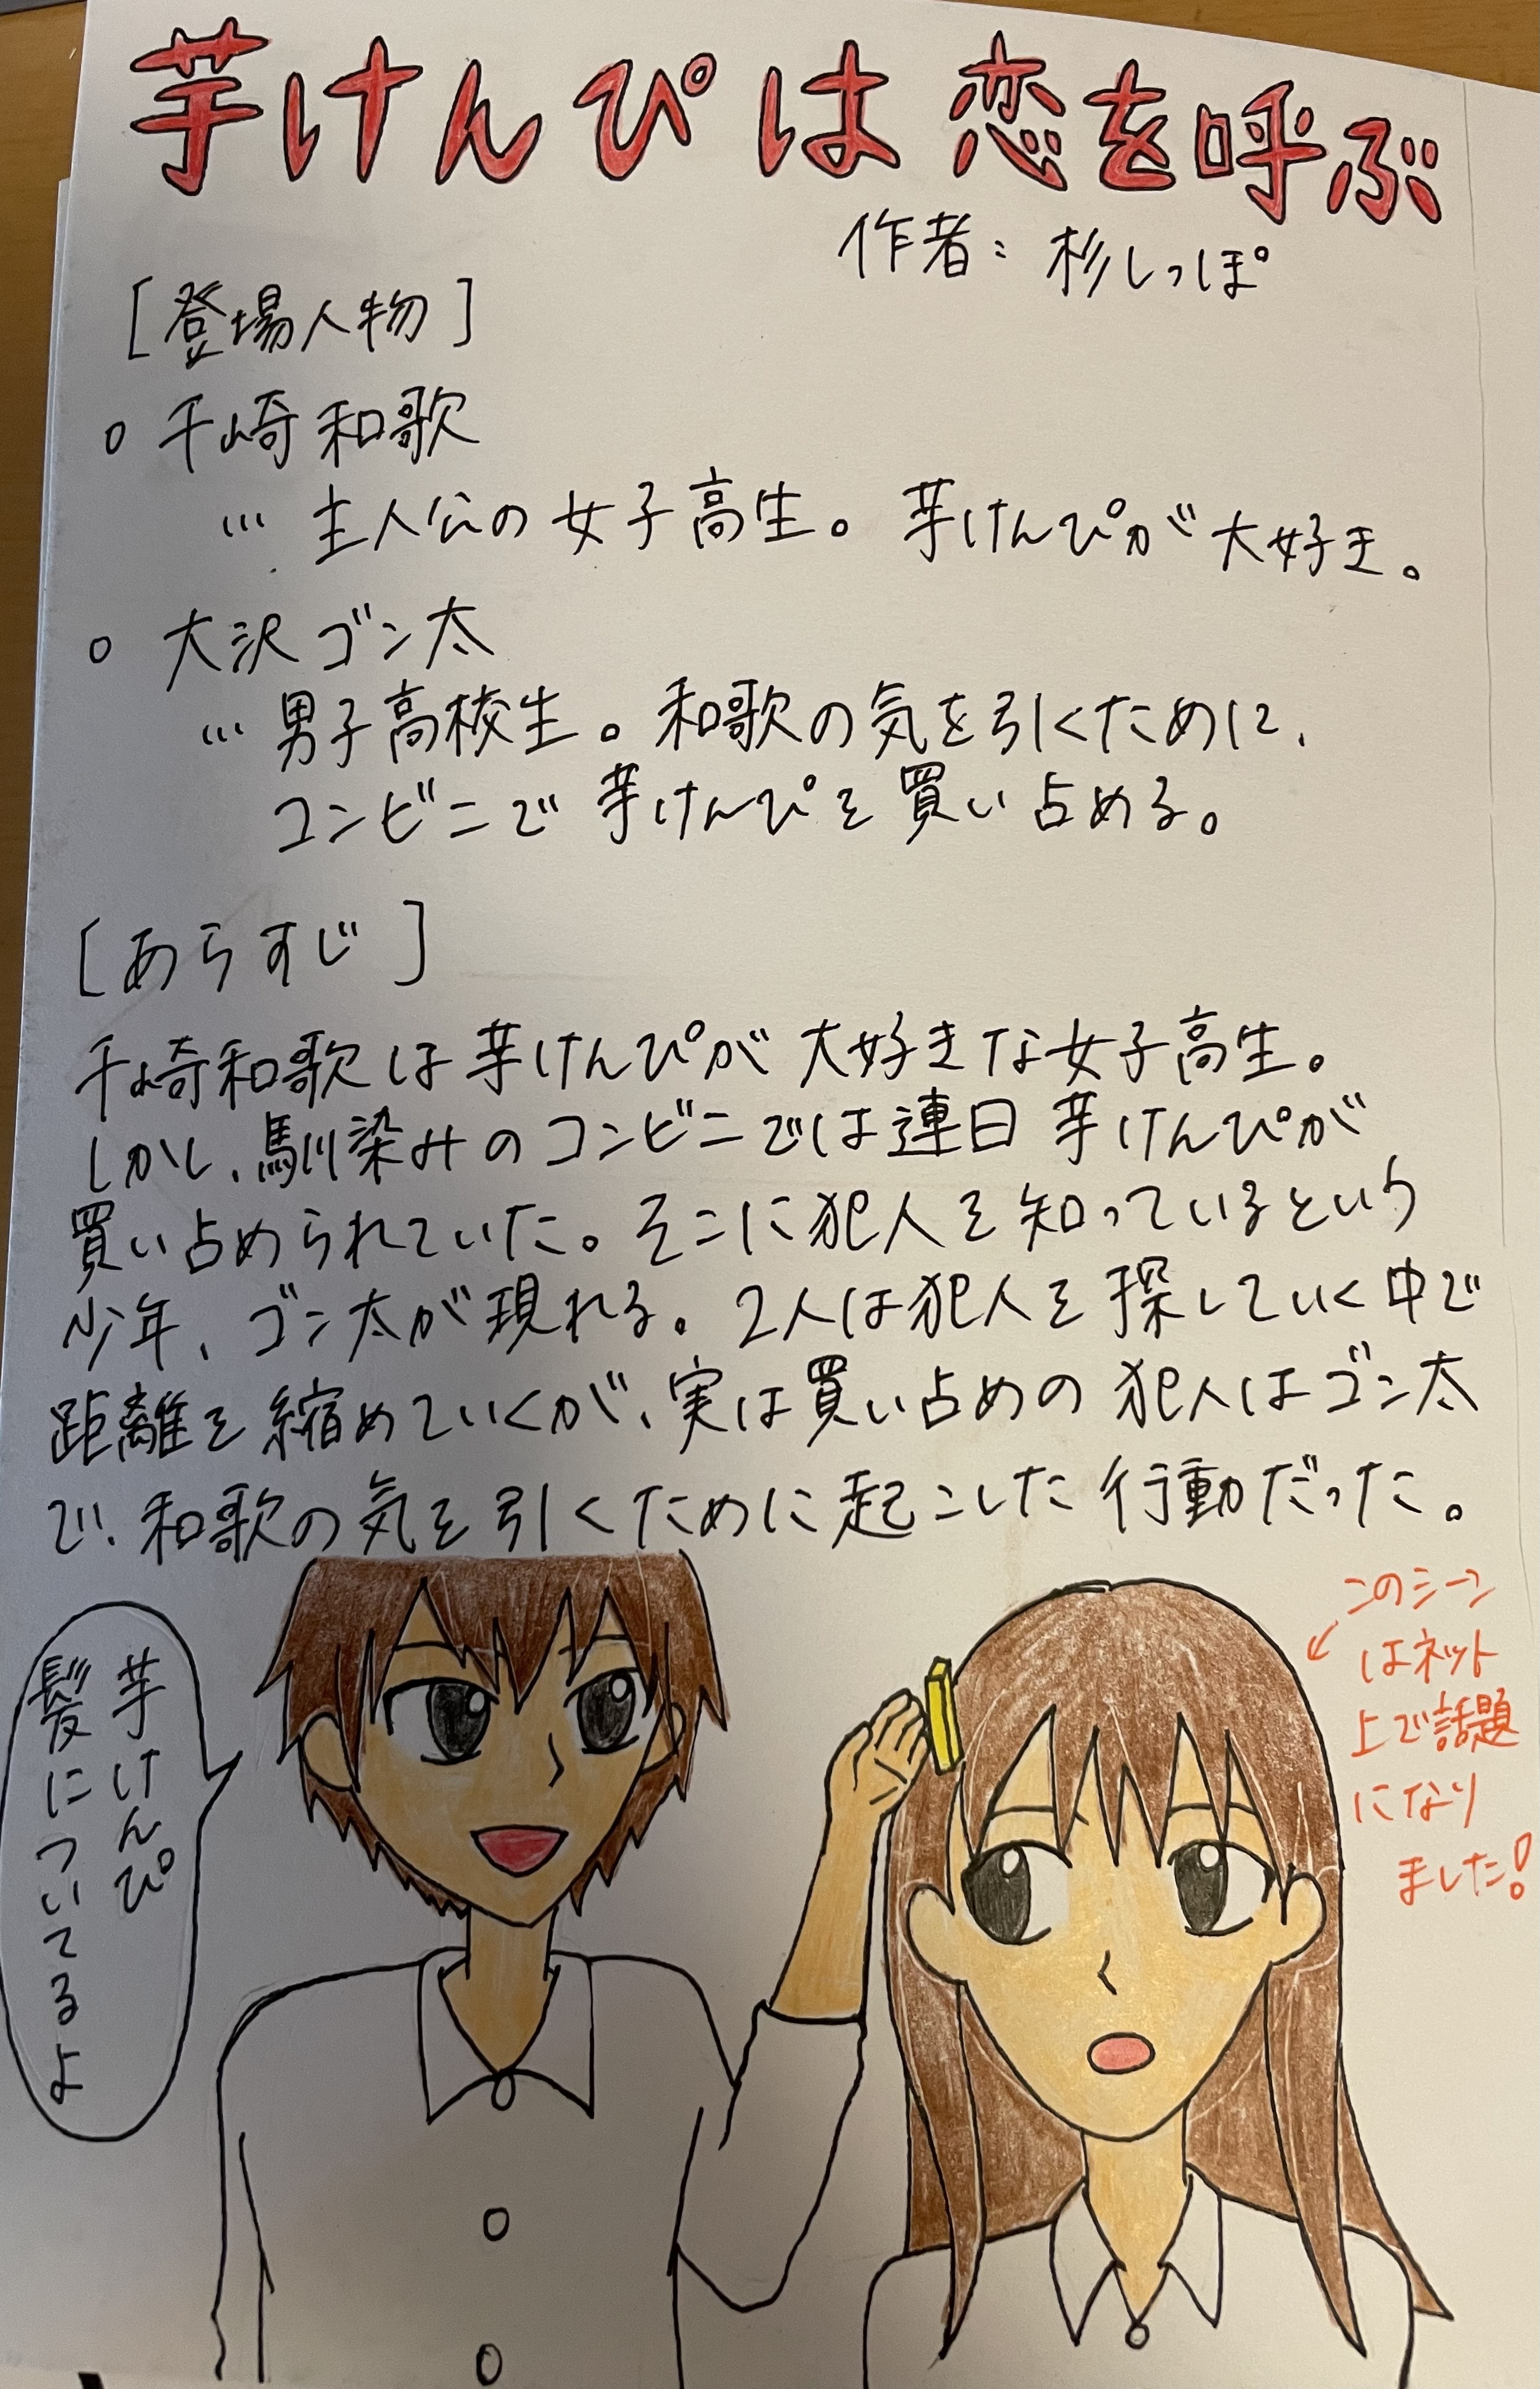 芋けんぴは恋を呼ぶ
作者：杉しっぽ
[登場人物]
○ 千崎和歌
… 主人公の女子高生。芋けんぴが大好き。
○ 大沢ゴン太
… 男子高校生。和歌の気を引くために、
コンビニで芋けんぴを買い占める。
[あらすじ]
千崎和歌は芋けんぴが大好きな女子高生。
しかし、馴染みのコンビニでは連日芋けんぴが
買い占められていた。そこに犯人を知っているという
少年、ゴン太が現れる。2人は犯人を探していく中で
距離を縮めていくが、実は買い占めの犯人はゴン太
で、和歌の気を引くために起こした行動だった。
芋けんぴ
髪についてるよ
このシーン
はネット
上で話題
になり
ました!